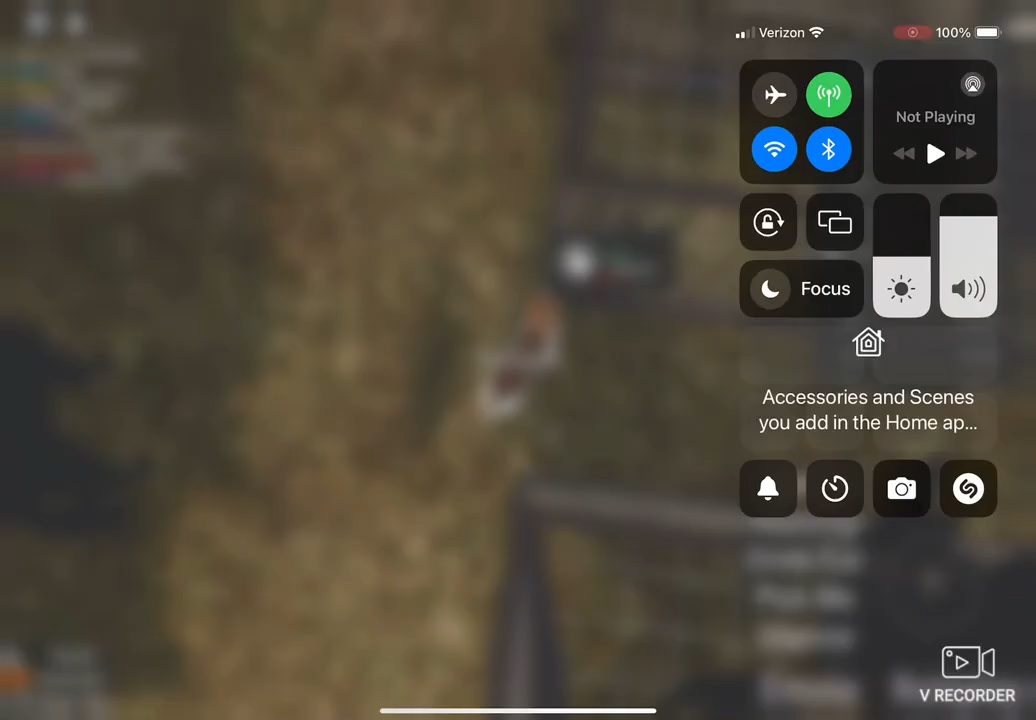 Verizon
100%
Not Playing
Focus
Accessories and Scenes
you add in the Home ap...
V RECORDER